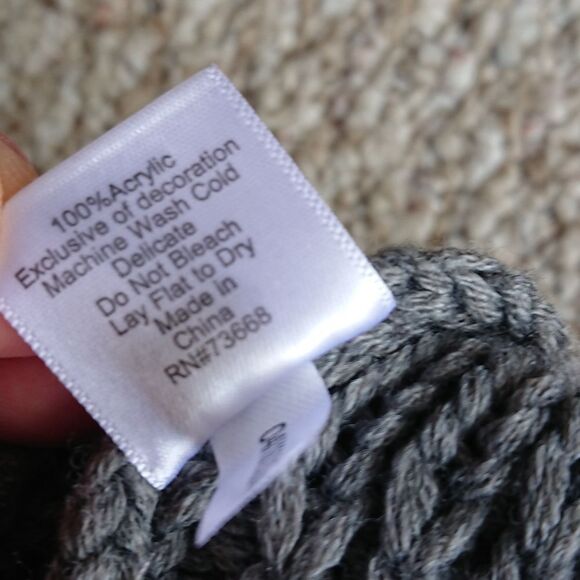 100%Acrylic
Exclusive of decoration
Machine Wash Cold
Delicate
Do Not Bleach
Lay Flat to Dry
Made in
China
RN#73668